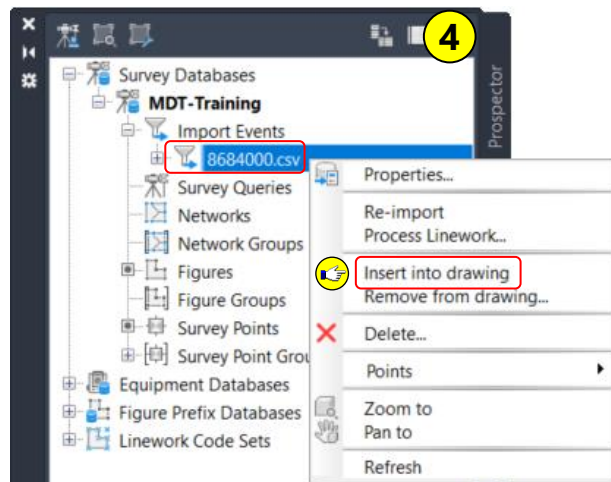 4
Prospector
Survey Databases
MDT-Training
Import Events
8684000.csv
Survey Queries
Networks
Network Groups
Figures
Figure Groups
Survey Points
Survey Point Grou
Equipment Databases
Figure Prefix Databases
Linework Code Sets
Properties...
Re-import
Process Linework...
Insert into drawing
Remove from drawing...
Delete...
Points
Zoom to
Pan to
Refresh